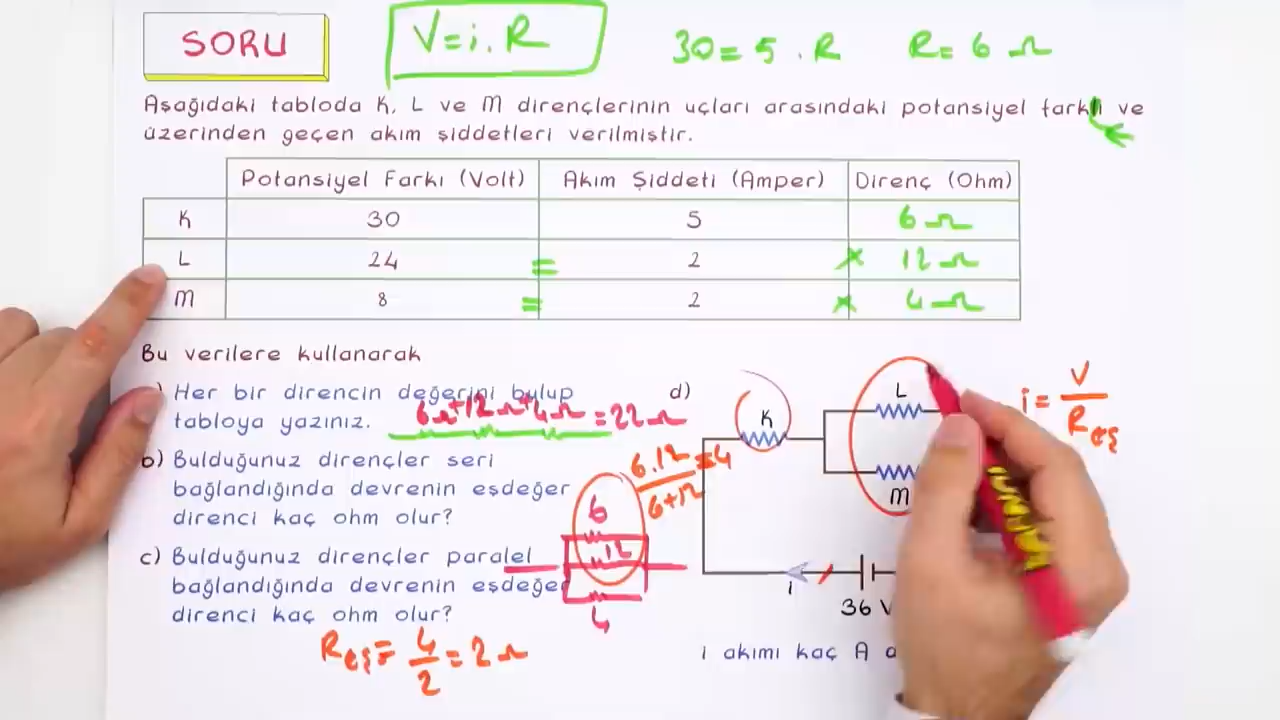 SORU
V = i . R
30 = 5 . R
R = 6 Ω
Aşağıdaki tabloda K, L ve M dirençlerinin uçları arasındaki potansiyel farkı ve
üzerinden geçen akım şiddetleri verilmiştir.
Potansiyel Farkı (Volt) Akım Şiddeti (Amper) Direnç (Ohm)
K 30 5 6 Ω
L 24 = 2 x 12 Ω
M 8 = 2 x 4 Ω
Bu verilere kullanarak
) Her bir direncin değerini bulup
tabloya yazınız.
6Ω+12Ω+4Ω = 22Ω
b) Bulduğunuz dirençler seri
bağlandığında devrenin eşdeğer
direnci kaç ohm olur?
c) Bulduğunuz dirençler paralel
bağlandığında devrenin eşdeğer
direnci kaç ohm olur?
Reş = 4/2 = 2 Ω
6.12/6+12 = 4
6
12
4
d)
K
L
M
i
36 V
i = V/Reş
i akımı kaç A